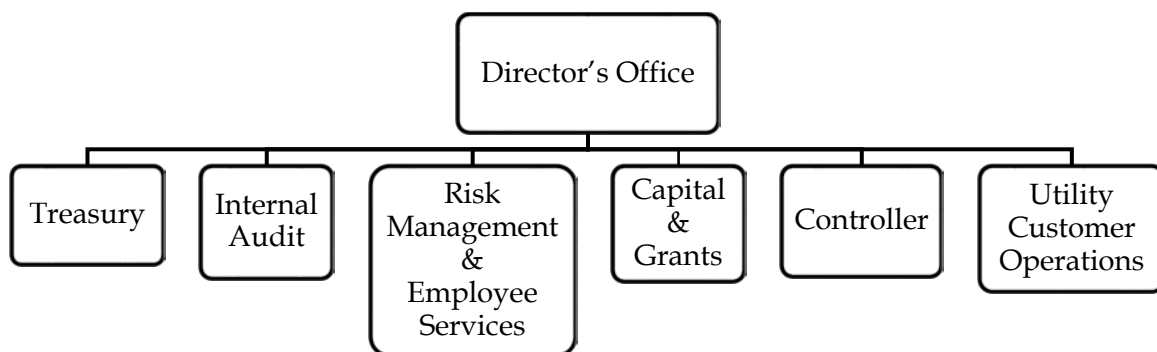 Director’s Office
Treasury
Internal
Audit
Risk
Management
&
Employee
Services
Capital
&
Grants
Controller
Utility
Customer
Operations